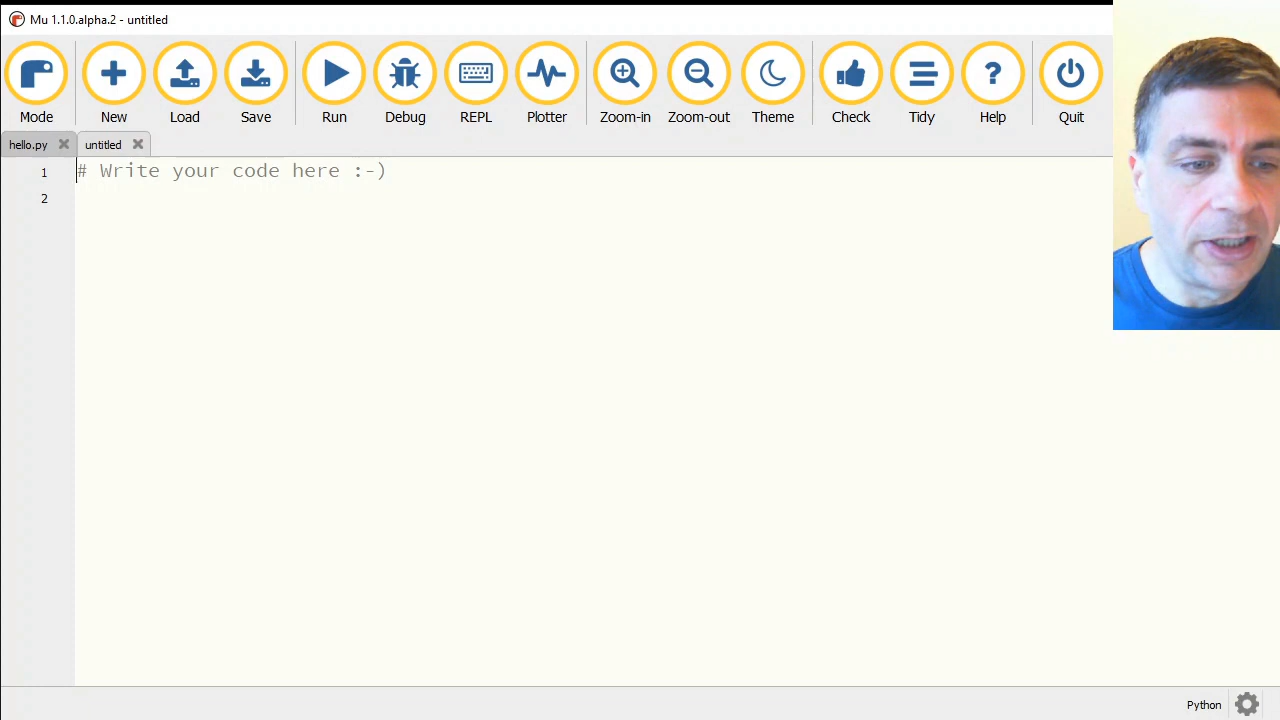 Mu 1.1.0.alpha.2 - untitled
Mode New Load Save Run Debug REPL Plotter Zoom-in Zoom-out Theme Check Tidy Help Quit
hello.py untitled
1 # Write your code here :-)
2
Python